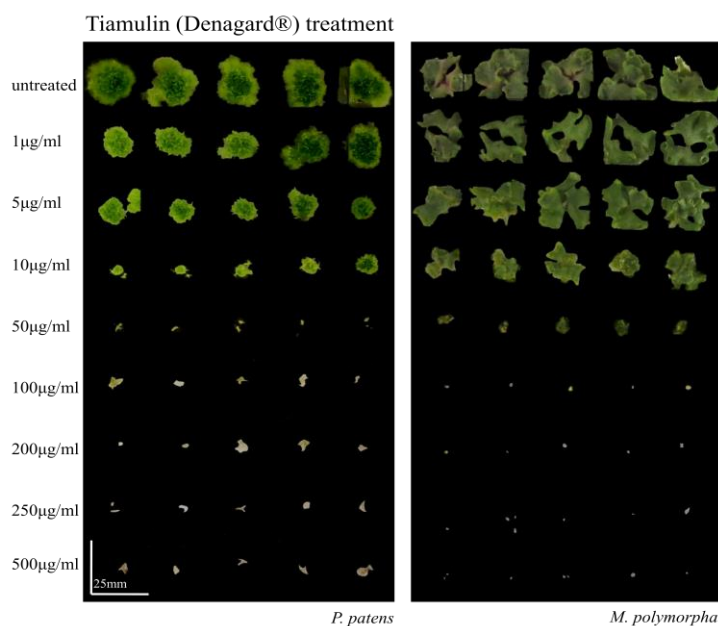 Tiamulin (Denagard®) treatment
untreated
1μg/ml
5μg/ml
10μg/ml
50μg/ml
100μg/ml
200μg/ml
250μg/ml
500μg/ml
25mm
P. patens
M. polymorpha